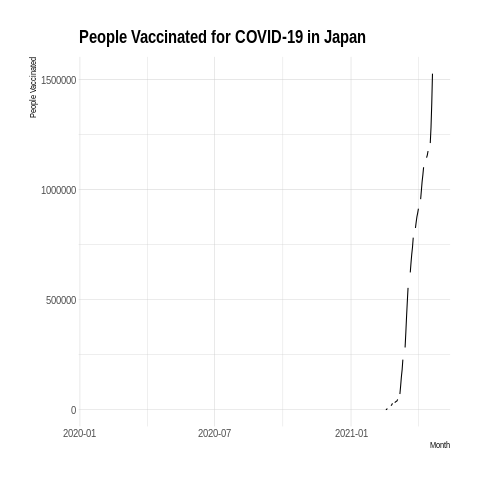 People Vaccinated for COVID-19 in Japan
People Vaccinated
1500000
1000000
500000
0
2020-01
2020-07
2021-01
Month